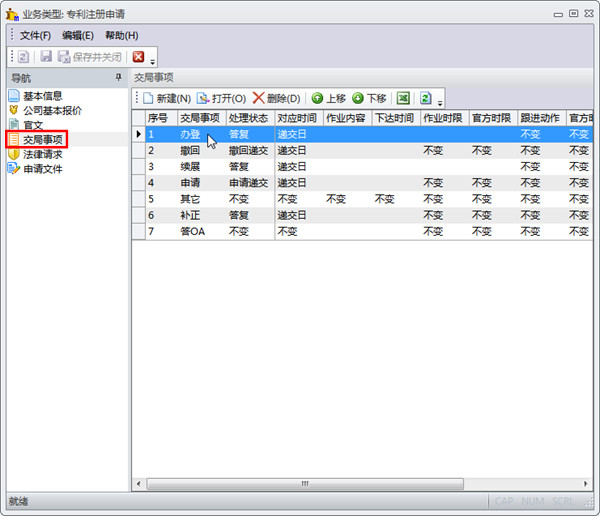 业务类型: 专利注册申请
文件(F) 编辑(E) 帮助(H)
保存并关闭
导航
交局事项
基本信息
公司基本报价
官文
交局事项
法律请求
申请文件
新建(N) 打开(O) 删除(D) 上移 下移
序号 交局事项 处理状态 对应时间 作业内容 下达时间 作业时限 官方时限 跟进动作 官方
1 办登 答复 递交日 不变 不变
2 撤回 撤回递交 递交日 不变 不变 不变 不变
3 续展 答复 递交日 不变 不变
4 申请 申请递交 递交日 不变 不变 不变 不变
5 其它 不变 不变 不变 不变 不变 不变 不变 不变
6 补正 答复 递交日 不变 不变 不变 不变
7 答OA 不变 不变 不变 不变 不变 不变
就绪
CAP NUM SCRL